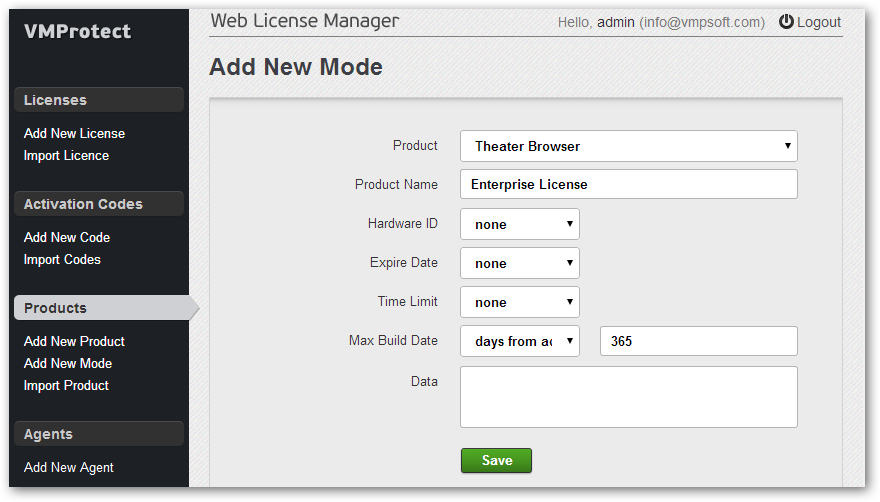 VMProtect
Web License Manager
Hello, admin (info@vmpsoft.com) Logout
Licenses
Add New License
Import Licence
Activation Codes
Add New Code
Import Codes
Products
Add New Product
Add New Mode
Import Product
Agents
Add New Agent
Add New Mode
Product Theater Browser
Product Name Enterprise License
Hardware ID none
Expire Date none
Time Limit none
Max Build Date days from ac 365
Data
Save